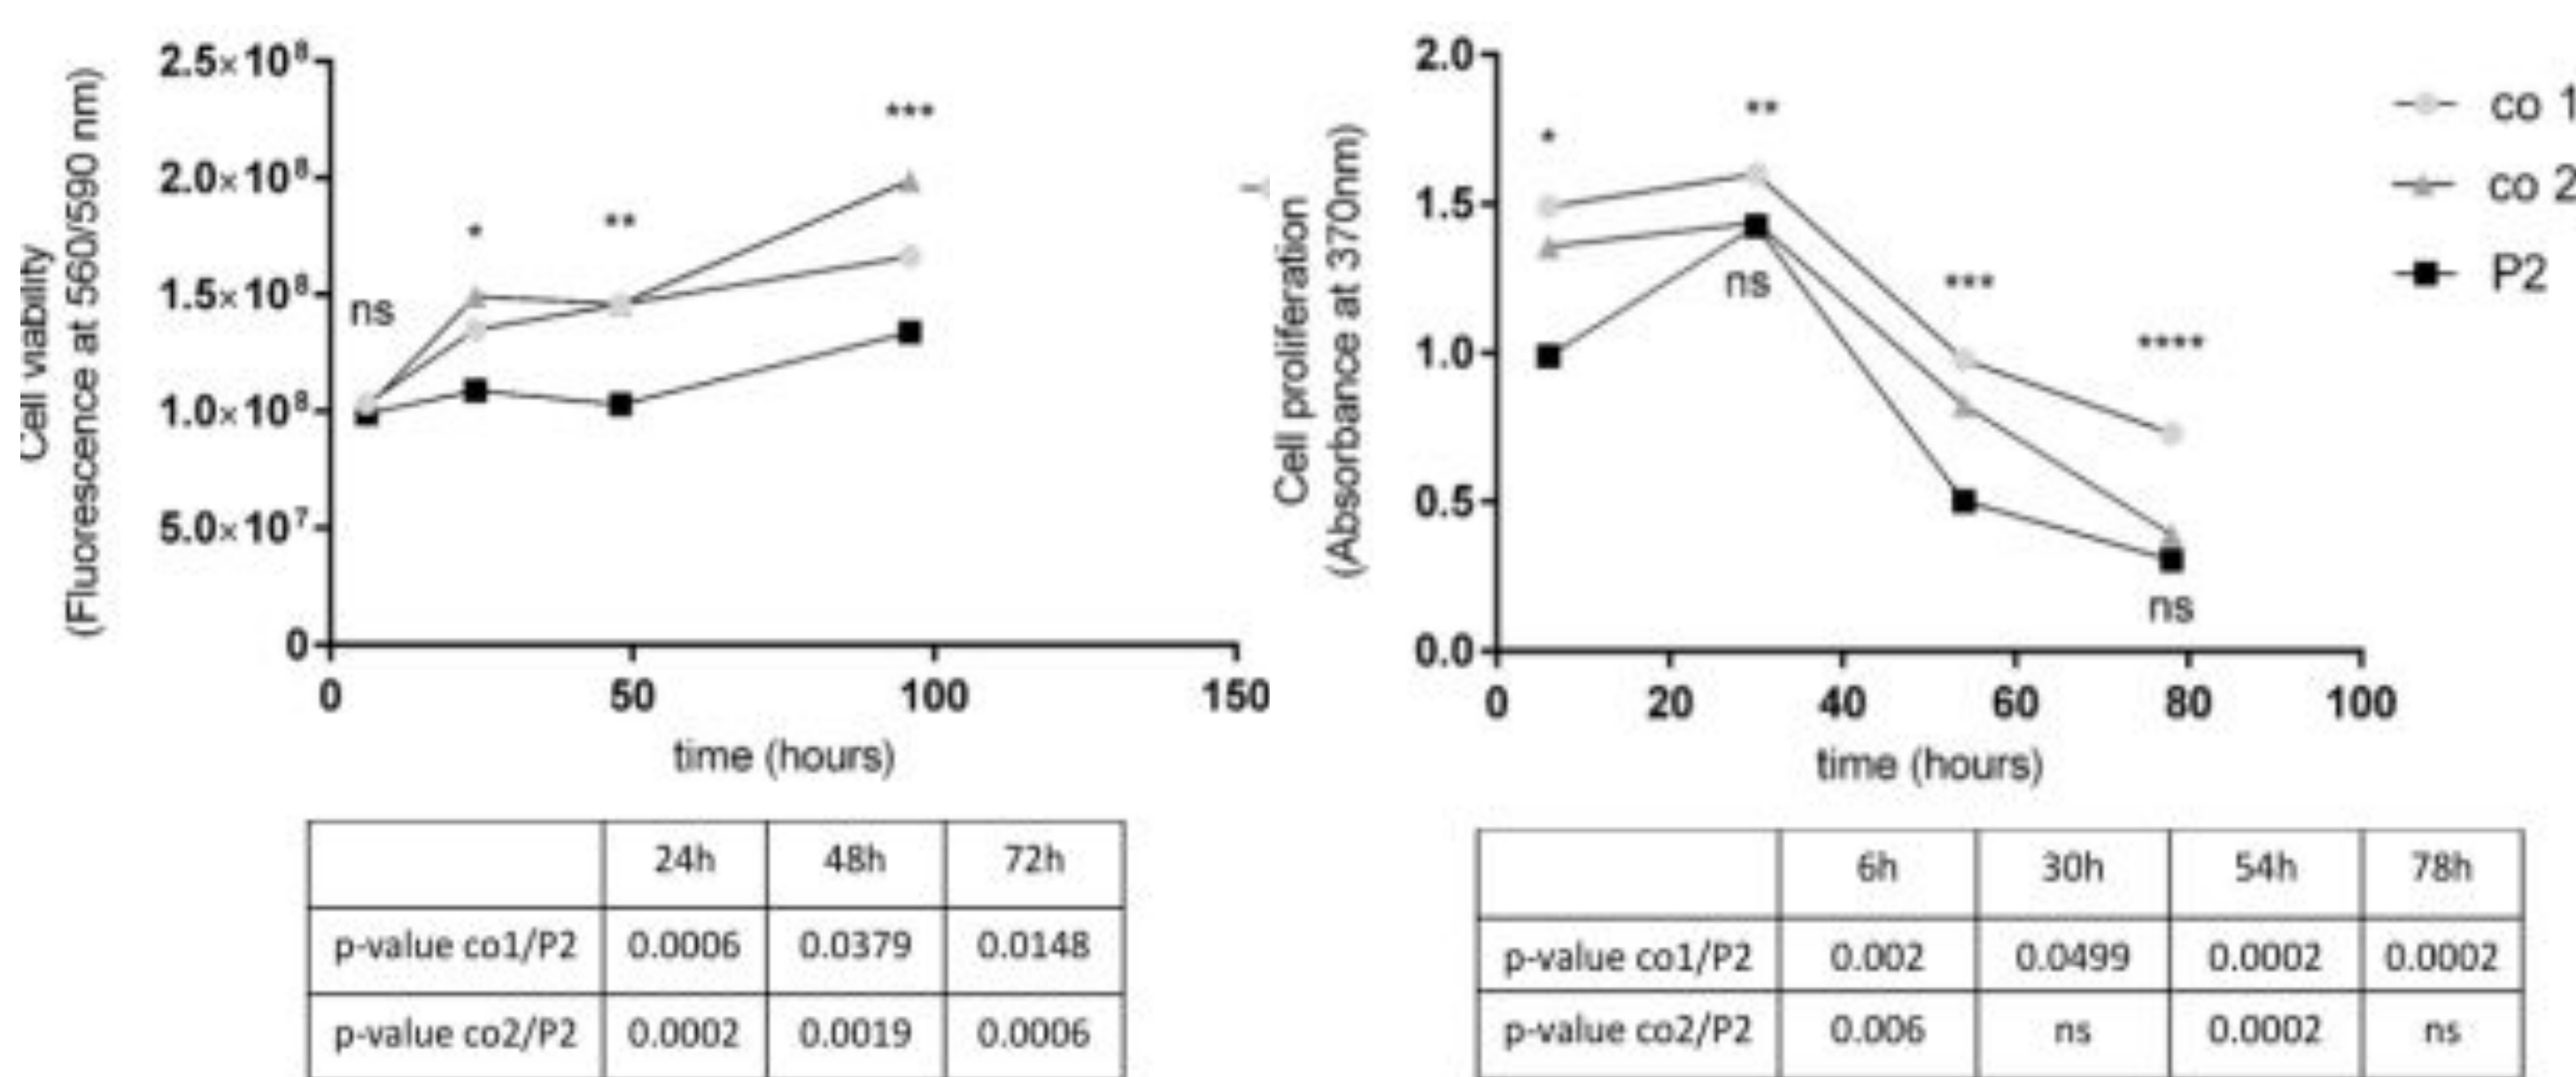 Cell viability
(Fluorescence at 560/590 nm)
2.5×10⁸
2.0×10⁸
1.5×10⁸
1.0×10⁸
5.0×10⁷
0
ns
*
**
***
0 50 100 150
time (hours)
24h 48h 72h
p-value co1/P2 0.0006 0.0379 0.0148
p-value co2/P2 0.0002 0.0019 0.0006
Cell proliferation
(Absorbance at 370nm)
2.0
1.5
1.0
0.5
0.0
*
**
ns
***
****
ns
0 20 40 60 80 100
time (hours)
co 1
co 2
P2
6h 30h 54h 78h
p-value co1/P2 0.002 0.0499 0.0002 0.0002
p-value co2/P2 0.006 ns 0.0002 ns